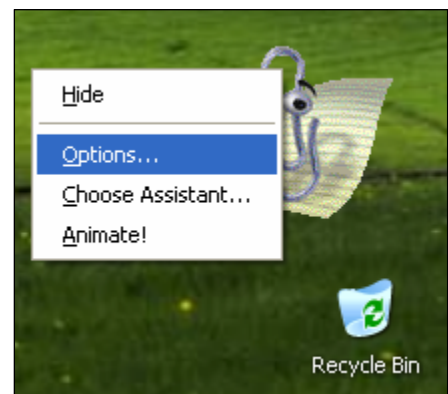 Hide
Options...
Choose Assistant...
Animate!
Recycle Bin